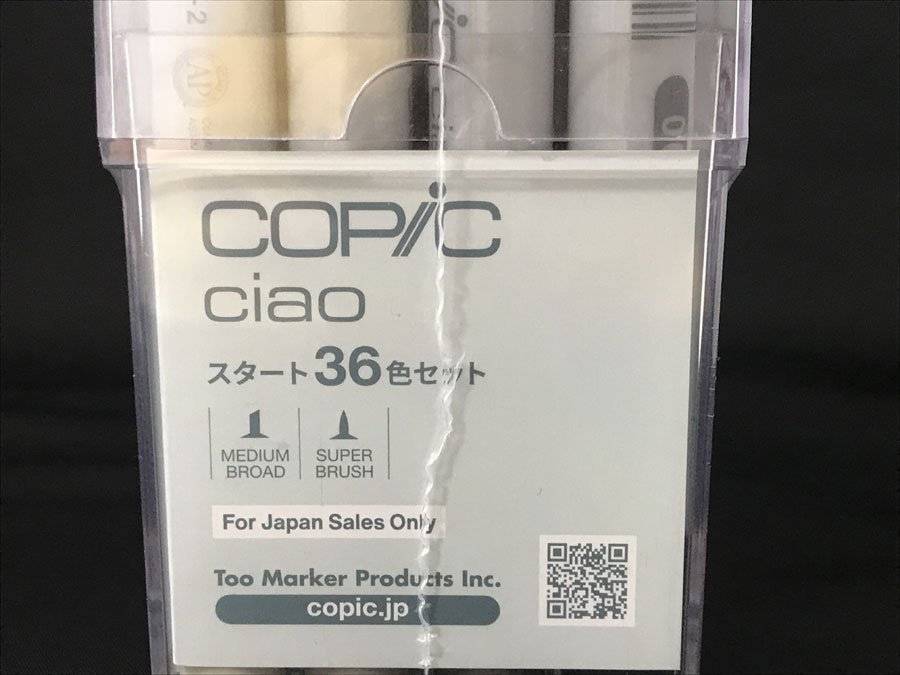 COPIC
ciao
スタート36色セット
MEDIUM BROAD
SUPER BRUSH
For Japan Sales Only
Too Marker Products Inc.
copic.jp